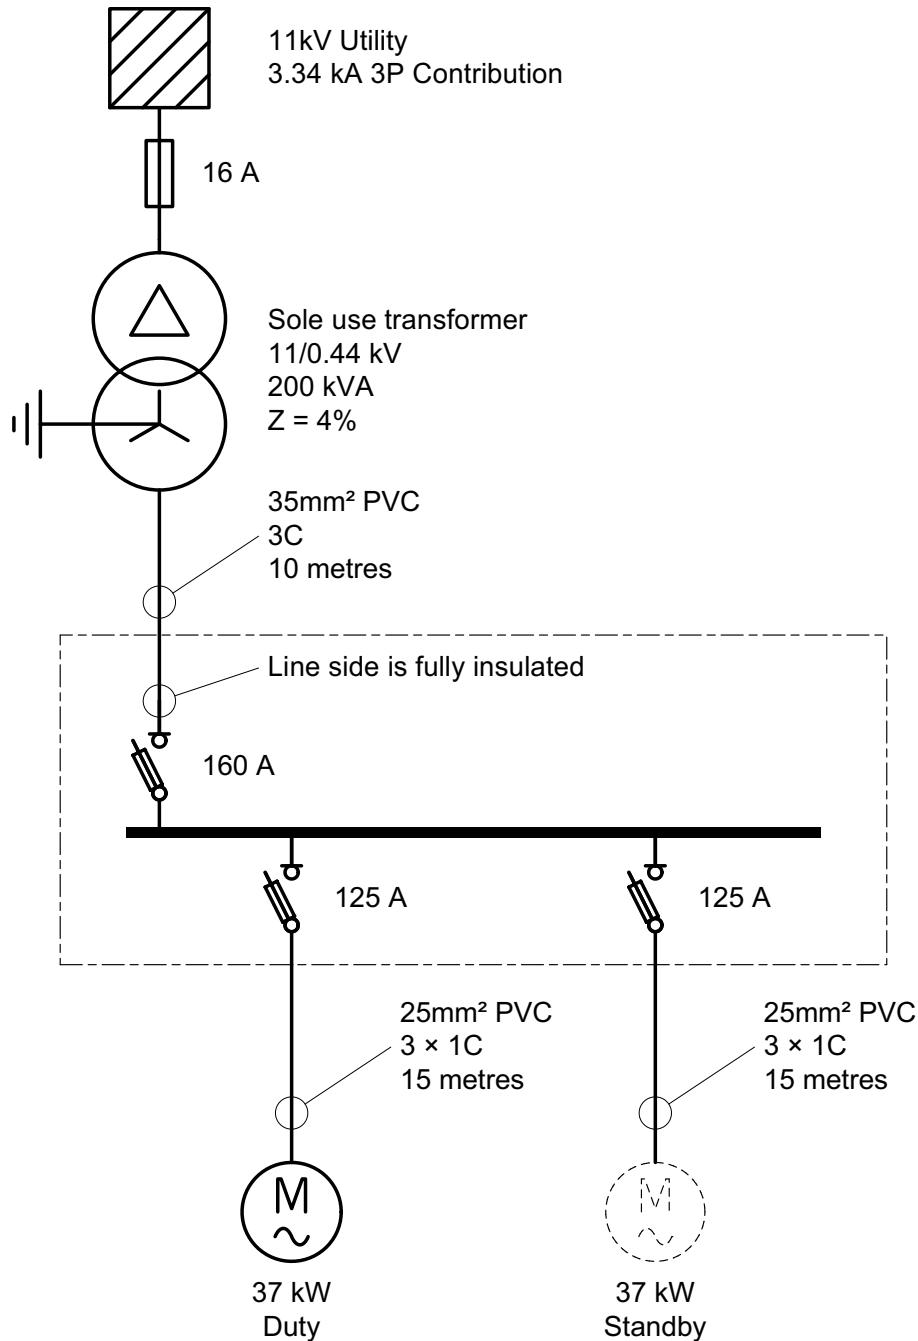 11kV Utility
3.34 kA 3P Contribution
16 A
Sole use transformer
11/0.44 kV
200 kVA
Z = 4%
35mm² PVC
3C
10 metres
Line side is fully insulated
160 A
125 A
125 A
25mm² PVC
3 × 1C
15 metres
25mm² PVC
3 × 1C
15 metres
M
M
37 kW
Duty
37 kW
Standby